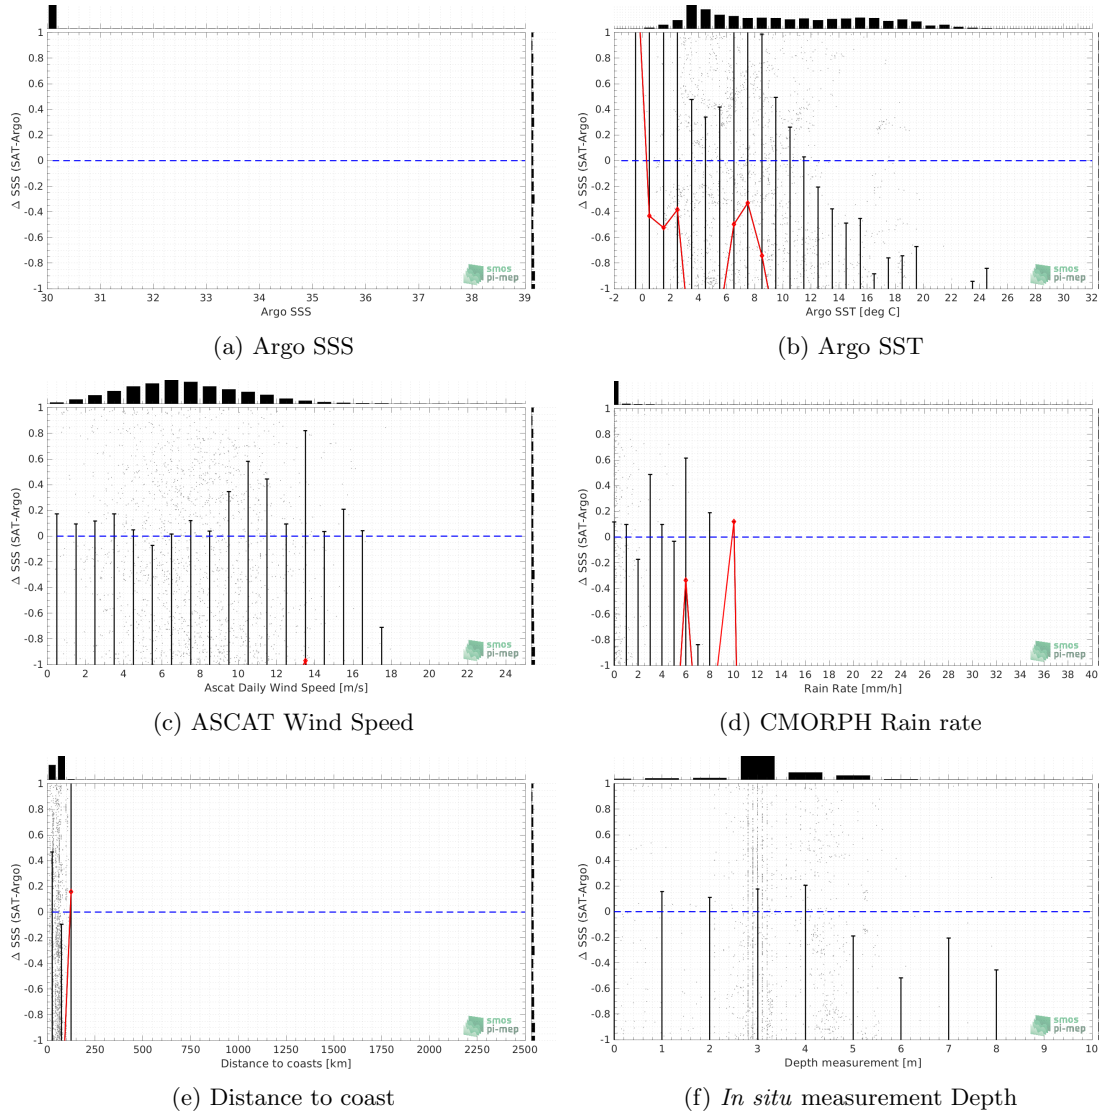 1
0.8
0.6
0.4
0.2
0
-0.2
-0.4
-0.6
-0.8
-1
Δ SSS (SAT-Argo)
smos
pi-mep
30 31 32 33 34 35 36 37 38 39
Argo SSS
(a) Argo SSS
1
0.8
0.6
0.4
0.2
0
-0.2
-0.4
-0.6
-0.8
-1
Δ SSS (SAT-Argo)
smos
pi-mep
-2 0 2 4 6 8 10 12 14 16 18 20 22 24 26 28 30 32
Argo SST [deg C]
(b) Argo SST
1
0.8
0.6
0.4
0.2
0
-0.2
-0.4
-0.6
-0.8
-1
Δ SSS (SAT-Argo)
smos
pi-mep
0 2 4 6 8 10 12 14 16 18 20 22 24
Ascat Daily Wind Speed [m/s]
(c) ASCAT Wind Speed
1
0.8
0.6
0.4
0.2
0
-0.2
-0.4
-0.6
-0.8
-1
Δ SSS (SAT-Argo)
smos
pi-mep
0 2 4 6 8 10 12 14 16 18 20 22 24 26 28 30 32 34 36 38 40
Rain Rate [mm/h]
(d) CMORPH Rain rate
1
0.8
0.6
0.4
0.2
0
-0.2
-0.4
-0.6
-0.8
-1
Δ SSS (SAT-Argo)
smos
pi-mep
0 250 500 750 1000 1250 1500 1750 2000 2250 2500
Distance to coasts [km]
(e) Distance to coast
1
0.8
0.6
0.4
0.2
0
-0.2
-0.4
-0.6
-0.8
-1
Δ SSS (SAT-Argo)
smos
pi-mep
0 1 2 3 4 5 6 7 8 9 10
Depth measurement [m]
(f) In situ measurement Depth